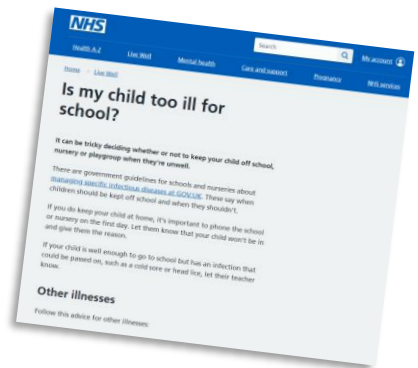 NHS
Search
My account
Health A-Z
Live Well
Mental health
Care and support
Pregnancy
NHS services
Home
Live Well
Is my child too ill for
school?
It can be tricky deciding whether or not to keep your child off school,
nursery or playgroup when they're unwell.
There are government guidelines for schools and nurseries about
managing specific infectious diseases at GOV.UK. These say when
children should be kept off school and when they shouldn't.
If you do keep your child at home, it's important to phone the school
or nursery on the first day. Let them know that your child won't be in
and give them the reason.
If your child is well enough to go to school but has an infection that
could be passed on, such as a cold sore or head lice, let their teacher
know.
Other illnesses
Follow this advice for other illnesses: